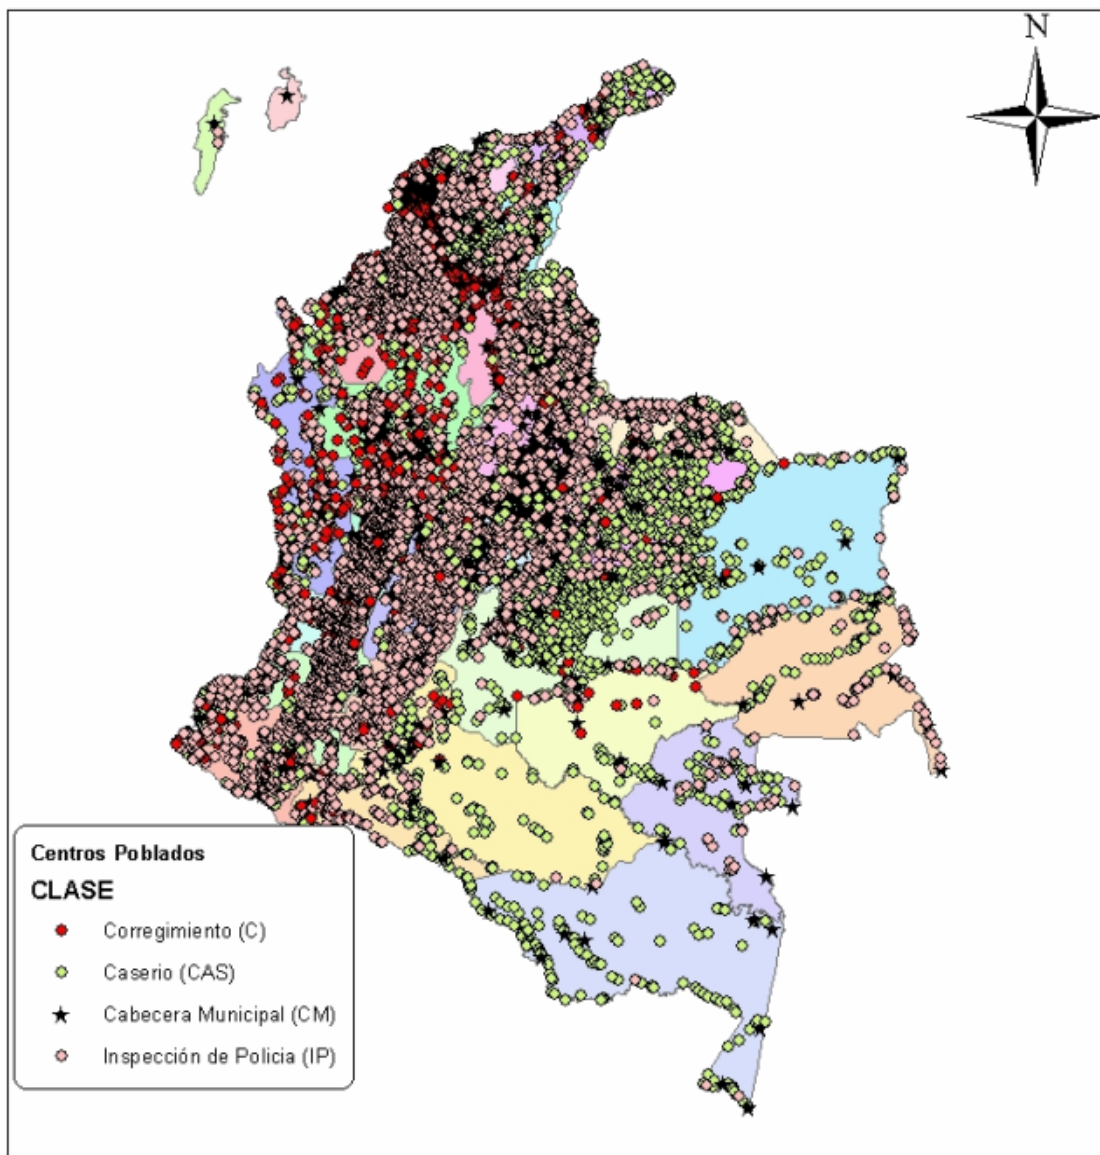 N
Centros Poblados
CLASE
Corregimiento (C)
Caserio (CAS)
Cabecera Municipal (CM)
Inspección de Policia (IP)